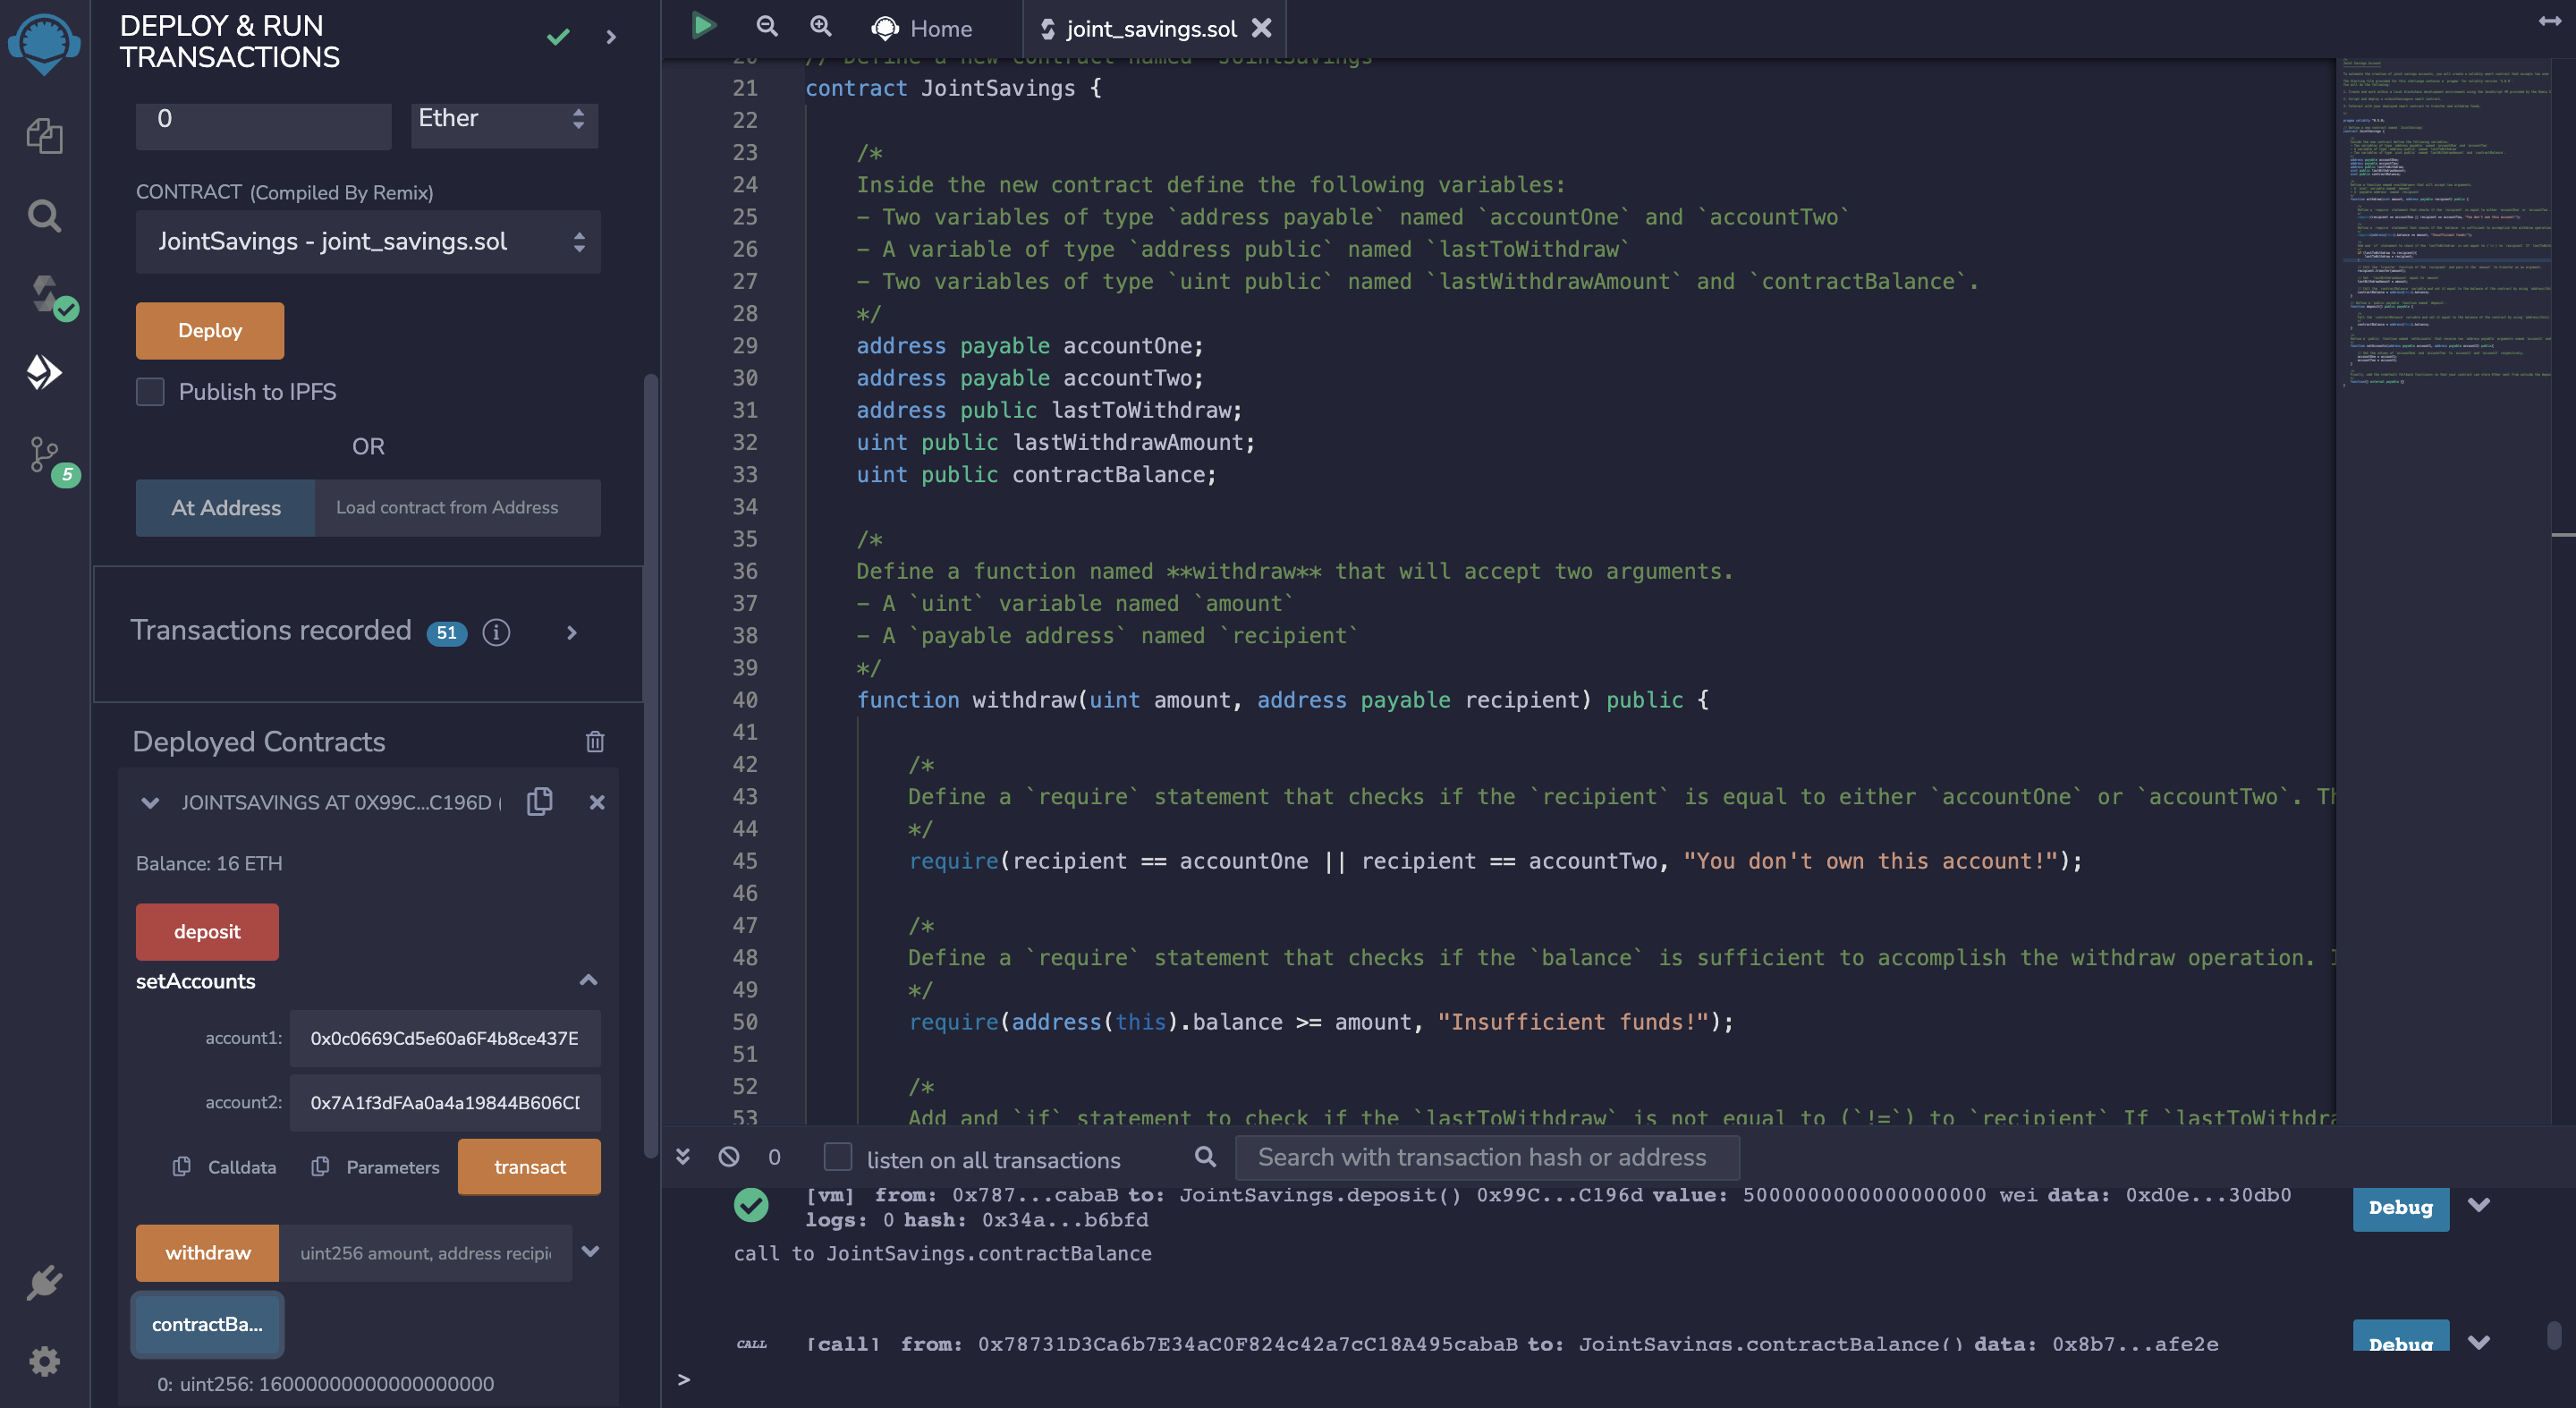 DEPLOY & RUN
TRANSACTIONS
0
Ether
CONTRACT (Compiled By Remix)
JointSavings - joint_savings.sol
Deploy
Publish to IPFS
OR
At Address
Load contract from Address
5
Transactions recorded 51
Deployed Contracts
JOINTSAVINGS AT 0X99C...C196D (
Balance: 16 ETH
deposit
setAccounts
account1: 0x0c0669Cd5e60a6F4b8ce437E
account2: 0x7A1f3dFAa0a4a19844B606CD
Calldata
Parameters
transact
withdraw
uint256 amount, address recipie
contractBa...
0: uint256: 16000000000000000000
Home
joint_savings.sol
20 // Define a new contract named `JointSavings`
21 contract JointSavings {
22
23 /*
24 Inside the new contract define the following variables:
25 - Two variables of type `address payable` named `accountOne` and `accountTwo`
26 - A variable of type `address public` named `lastToWithdraw`
27 - Two variables of type `uint public` named `lastWithdrawAmount` and `contractBalance`.
28 */
29 address payable accountOne;
30 address payable accountTwo;
31 address public lastToWithdraw;
32 uint public lastWithdrawAmount;
33 uint public contractBalance;
34
35 /*
36 Define a function named **withdraw** that will accept two arguments.
37 - A `uint` variable named `amount`
38 - A `payable address` named `recipient`
39 */
40 function withdraw(uint amount, address payable recipient) public {
41
42 /*
43 Define a `require` statement that checks if the `recipient` is equal to either `accountOne` or `accountTwo`. Th
44 */
45 require(recipient == accountOne || recipient == accountTwo, "You don't own this account!");
46
47 /*
48 Define a `require` statement that checks if the `balance` is sufficient to accomplish the withdraw operation. I
49 */
50 require(address(this).balance >= amount, "Insufficient funds!");
51
52 /*
53 Add and `if` statement to check if the `lastToWithdraw` is not equal to (`!=`) to `recipient` If `lastToWithdra
0
listen on all transactions
Search with transaction hash or address
[vm] from: 0x787...cabaB to: JointSavings.deposit() 0x99C...C196d value: 5000000000000000000 wei data: 0xd0e...30db0
logs: 0 hash: 0x34a...b6bfd
Debug
call to JointSavings.contractBalance
CALL [call] from: 0x78731D3Ca6b7E34aC0F824c42a7cC18A495cabaB to: JointSavings.contractBalance() data: 0x8b7...afe2e
Debug
>